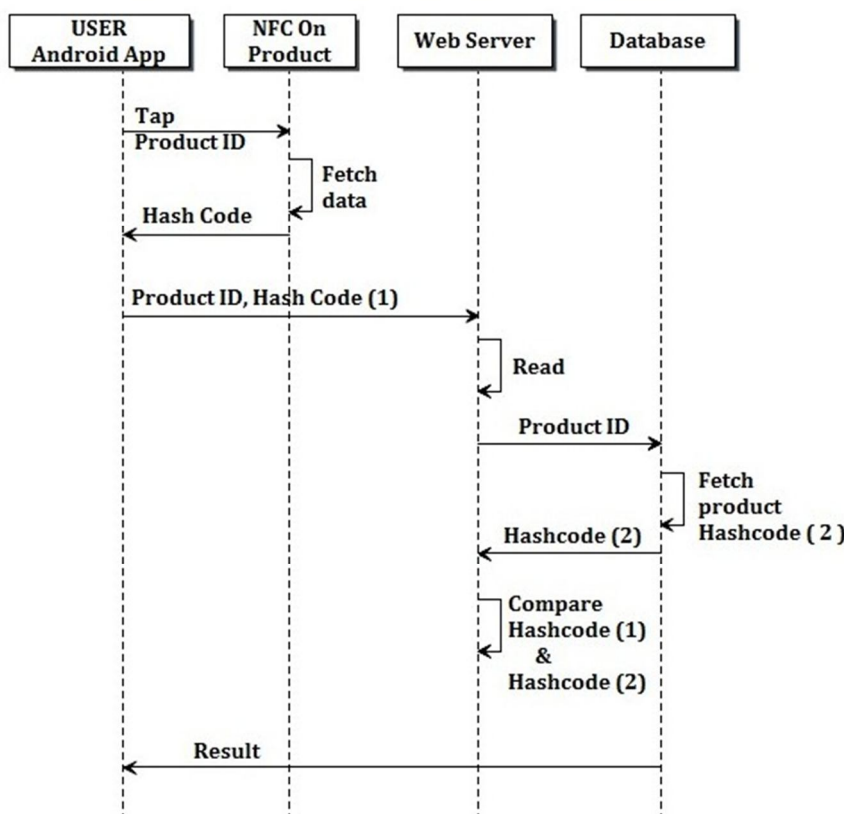 USER
Android App
NFC On
Product
Web Server
Database
Tap
Product ID
Fetch
data
Hash Code
Product ID, Hash Code (1)
Read
Product ID
Fetch
product
Hashcode ( 2 )
Hashcode (2)
Compare
Hashcode (1)
&
Hashcode (2)
Result